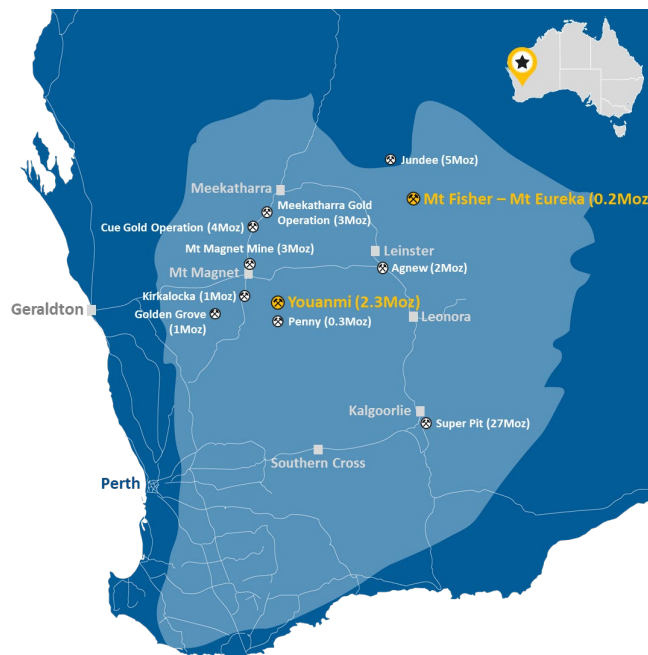 Jundee (5Moz)
Meekatharra
Mt Fisher – Mt Eureka (0.2Moz
Meekatharra Gold
Operation (3Moz)
Cue Gold Operation (4Moz)
Mt Magnet Mine (3Moz)
Leinster
Mt Magnet
Agnew (2Moz)
Kirkalocka (1Moz)
Youanmi (2.3Moz)
Geraldton
Golden Grove
(1Moz)
Penny (0.3Moz)
Leonora
Kalgoorlie
Super Pit (27Moz)
Southern Cross
Perth